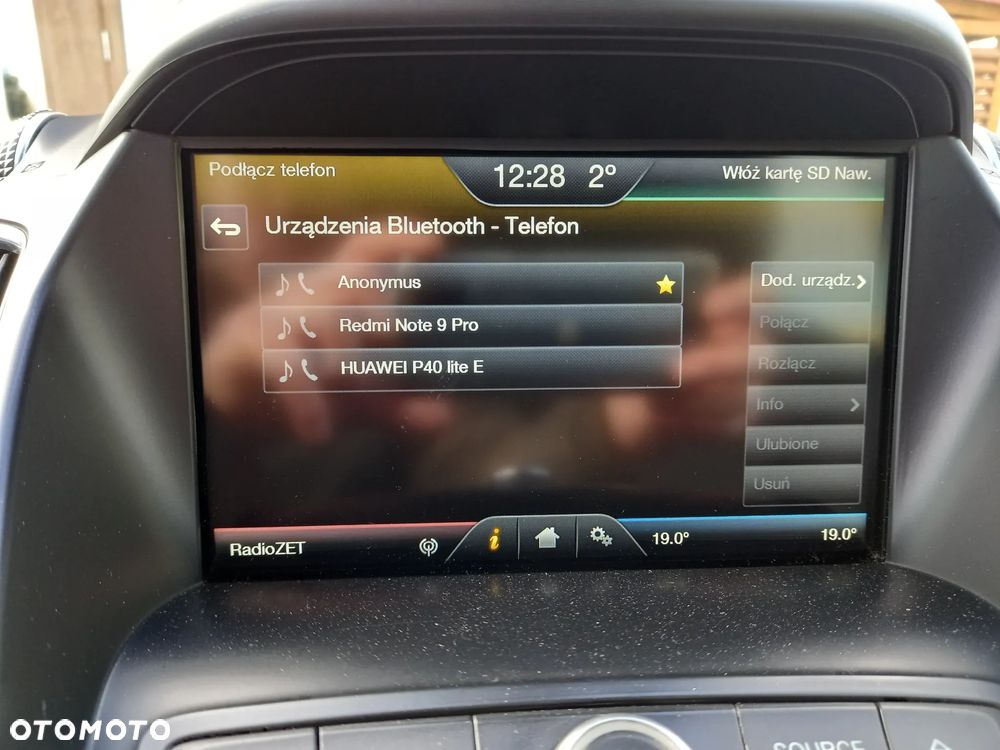 Podłącz telefon
12:28 2°
Włóż kartę SD Naw.
Urządzenia Bluetooth - Telefon
Anonymus
Redmi Note 9 Pro
HUAWEI P40 lite E
Dod. urządz.
Połącz
Rozłącz
Info
Ulubione
Usuń
RadioZET
i
19.0°
19.0°
SOURCE
OTOMOTO